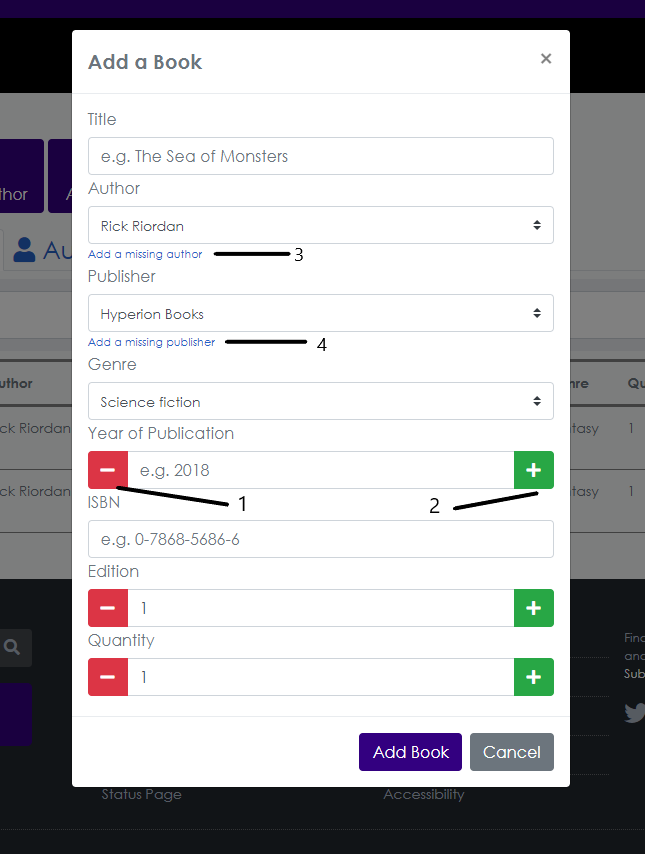 Add a Book ×
Title
e.g. The Sea of Monsters
thor A
Author
Rick Riordan
Au
Add a missing author 3
Publisher
Hyperion Books
Add a missing publisher 4
Genre
uthor nre Qu
Science fiction
ck Riordan tasy 1
Year of Publication
− e.g. 2018 +
ck Riordan tasy 1
1 2
ISBN
e.g. 0-7868-5686-6
Edition
− 1 +
Quantity
Find
and
− 1 +
Sub
Add Book Cancel
Status Page Accessibility